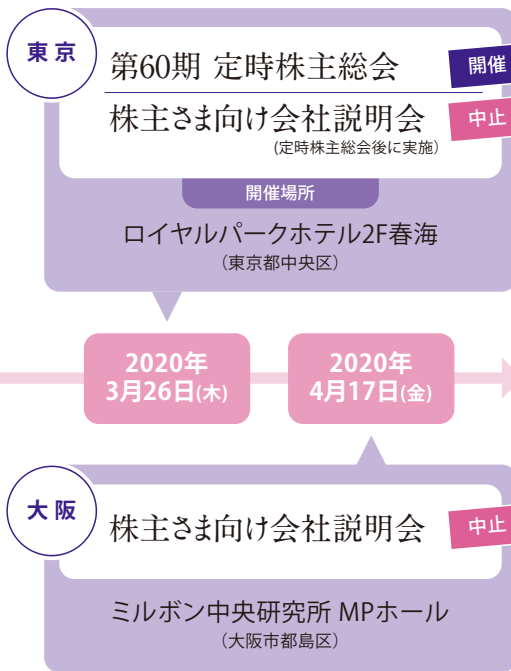 東京
第60期 定時株主総会
開催
株主さま向け会社説明会
中止
(定時株主総会後に実施)
開催場所
ロイヤルパークホテル2F春海
(東京都中央区)
2020年
3月26日(木)
2020年
4月17日(金)
大阪
株主さま向け会社説明会
中止
ミルボン中央研究所 MPホール
(大阪市都島区)